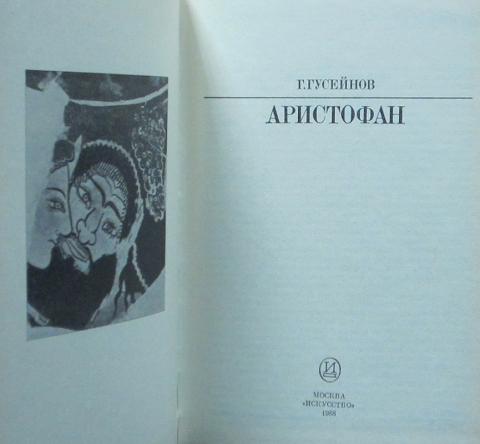 Г.ГУСЕЙНОВ
АРИСТОФАН
И
МОСКВА
«ИСКУССТВО»
1988